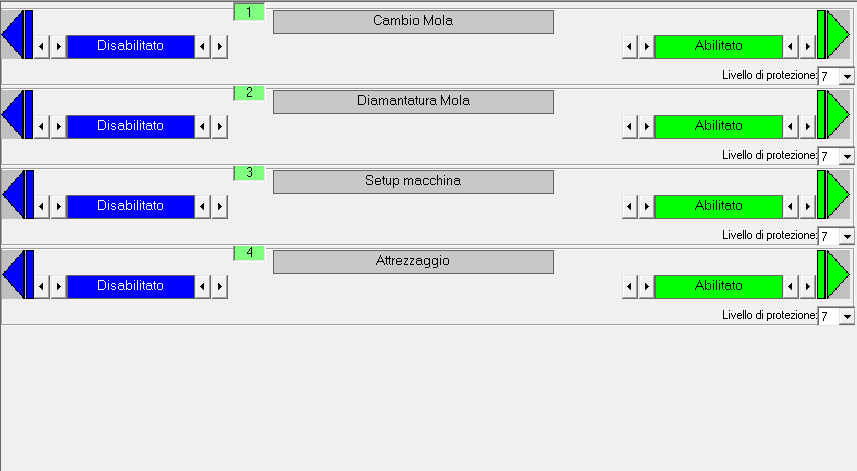 1
Cambio Mola
Disabilitato
Abilitato
Livello di protezione: 7
2
Diamantatura Mola
Disabilitato
Abilitato
Livello di protezione: 7
3
Setup macchina
Disabilitato
Abilitato
Livello di protezione: 7
4
Attrezzaggio
Disabilitato
Abilitato
Livello di protezione: 7